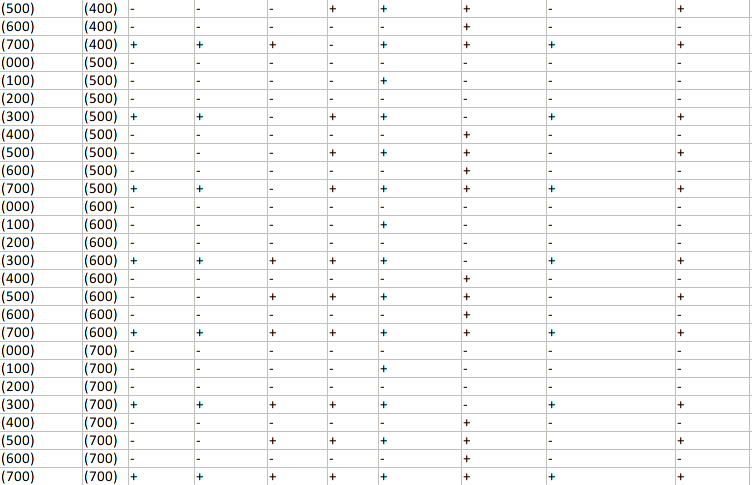 (500) (400) - - - + + + - +
(600) (400) - - - - - + - -
(700) (400) + + + - + + + +
(000) (500) - - - - - - - -
(100) (500) - - - - + - - -
(200) (500) - - - - - - - -
(300) (500) + + - + + - + +
(400) (500) - - - - - + - -
(500) (500) - - - + + + - +
(600) (500) - - - - - + - -
(700) (500) + + - + + + + +
(000) (600) - - - - - - - -
(100) (600) - - - - + - - -
(200) (600) - - - - - - - -
(300) (600) + + + + + - + +
(400) (600) - - - - - + - -
(500) (600) - - + + + + - +
(600) (600) - - - - - + - -
(700) (600) + + + + + + + +
(000) (700) - - - - - - - -
(100) (700) - - - - + - - -
(200) (700) - - - - - - - -
(300) (700) + + + + + - + +
(400) (700) - - - - - + - -
(500) (700) - - + + + + - +
(600) (700) - - - - - + - -
(700) (700) + + + + + + + +